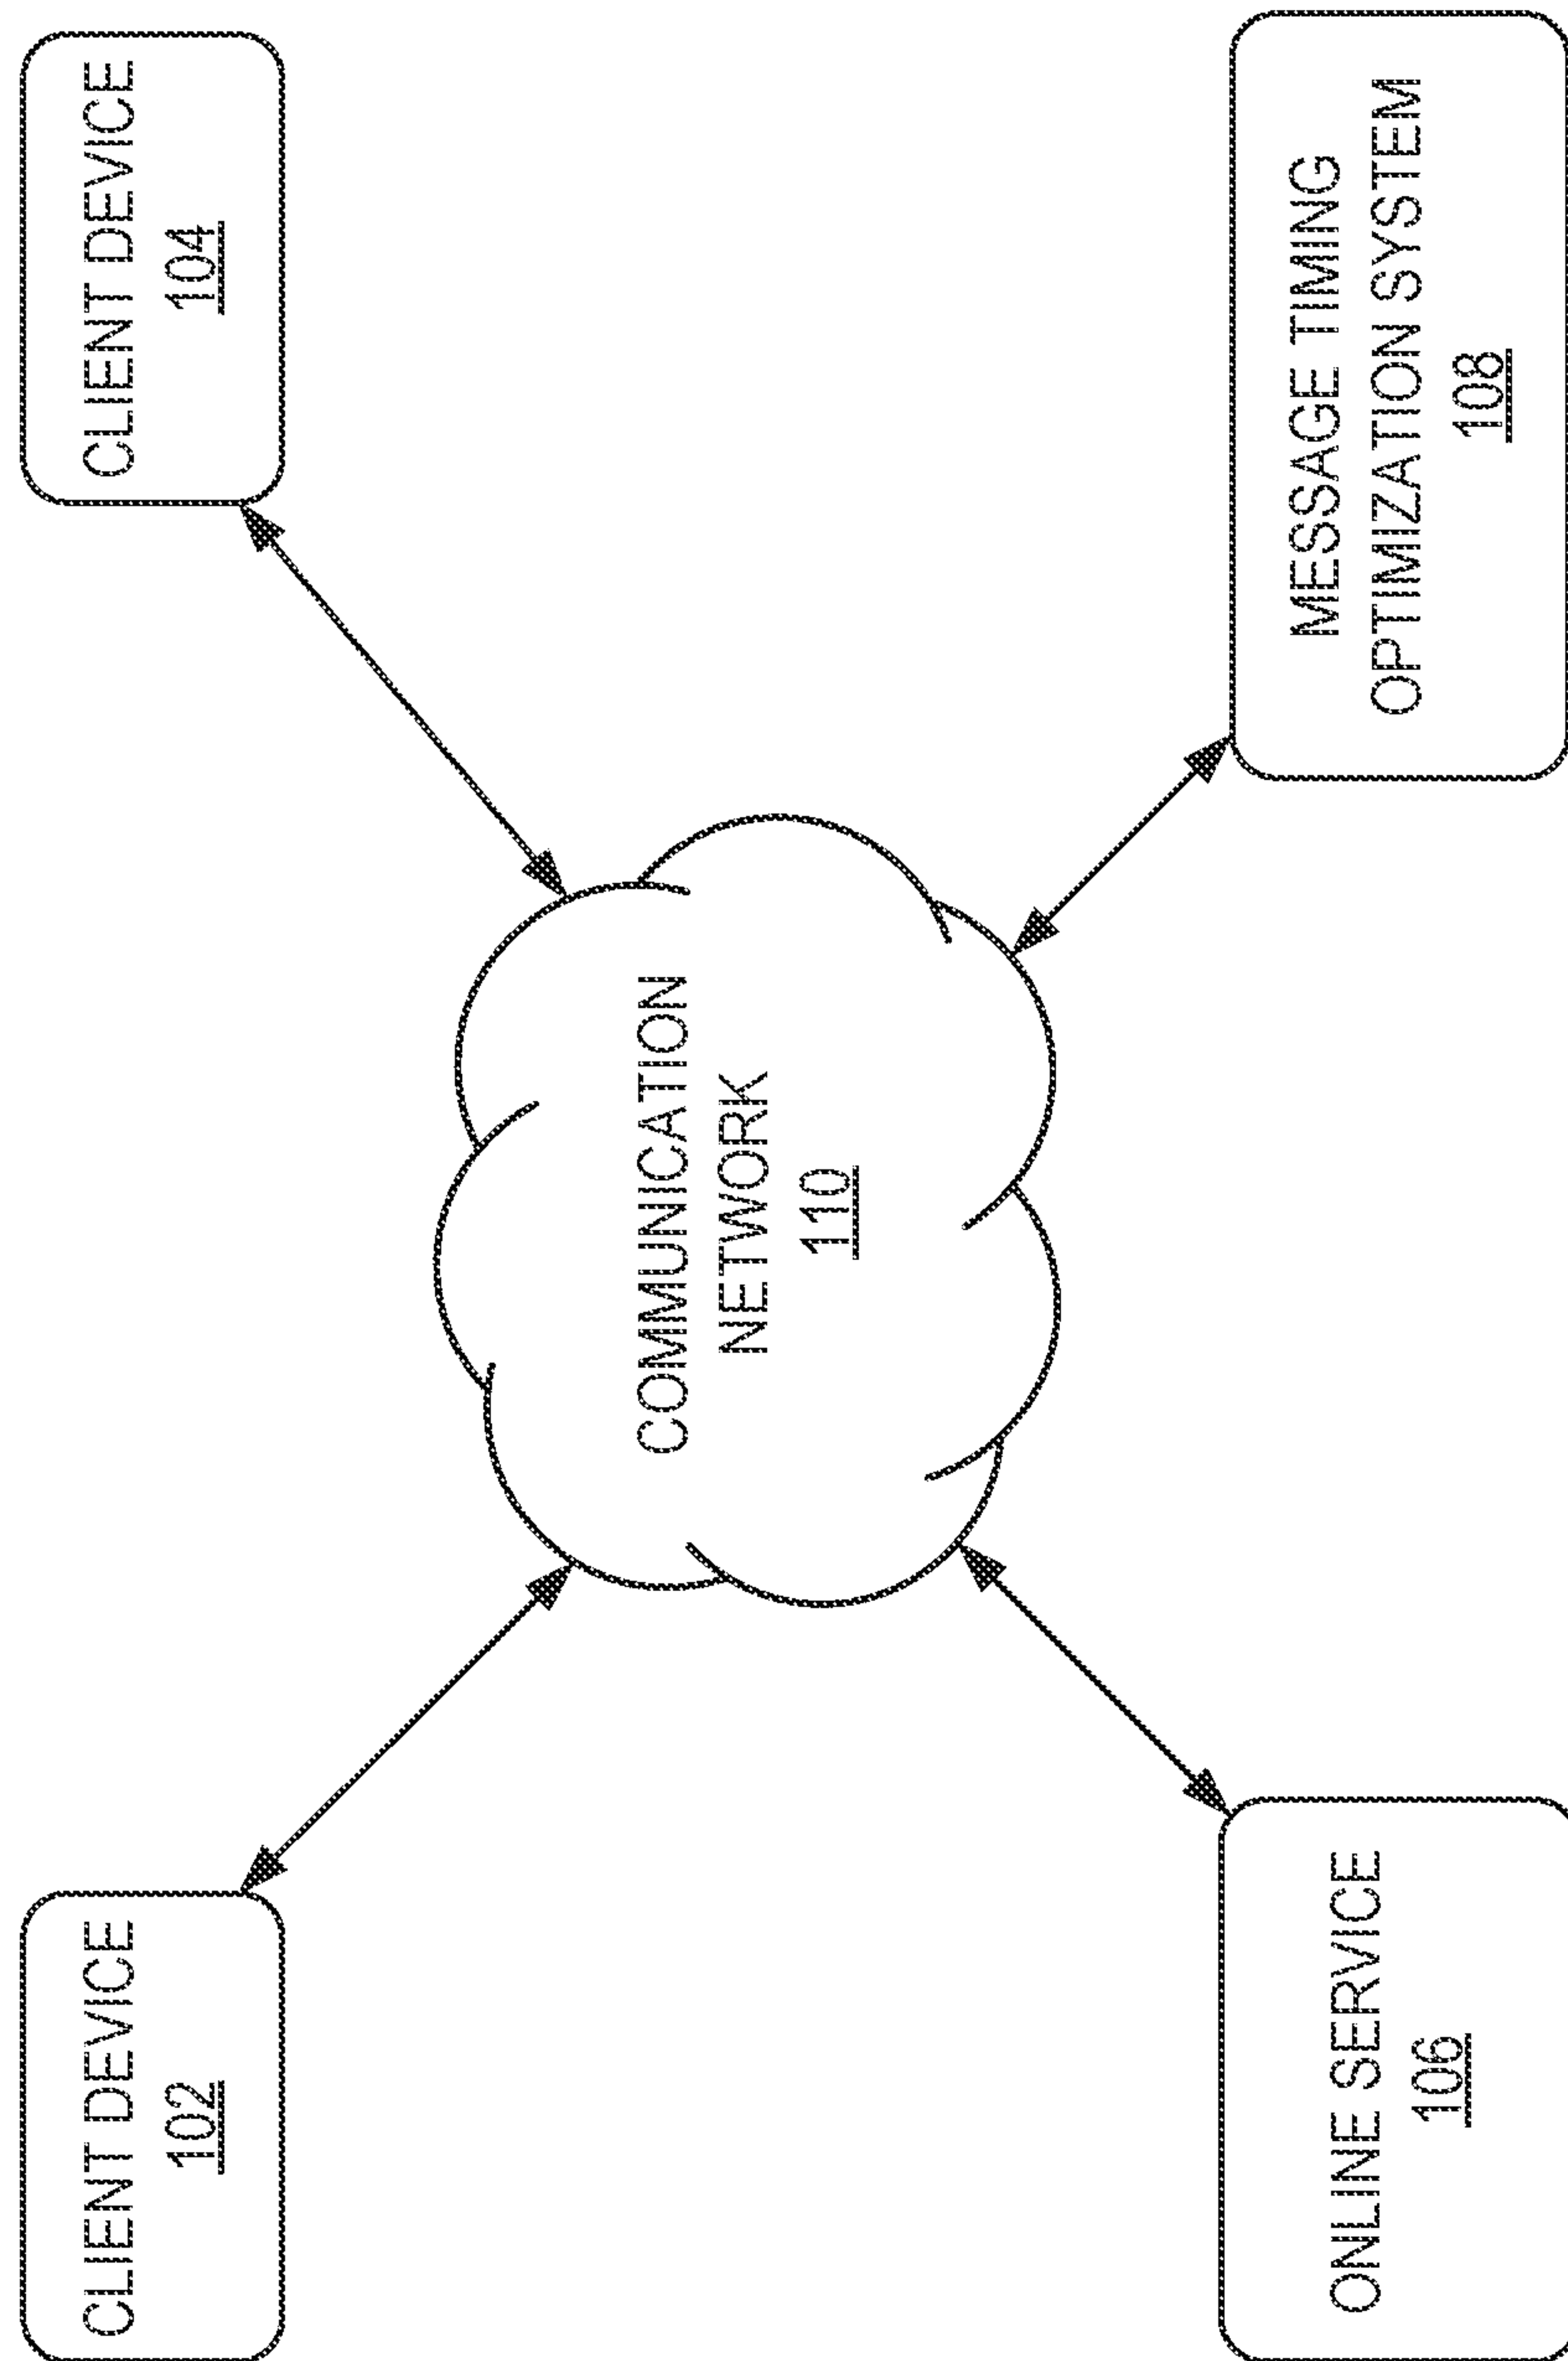 CLIENT DEVICE
102
CLIENT DEVICE
104
COMMUNICATION
NETWORK
110
ONLINE SERVICE
106
MESSAGE TIMING
OPTIMIZATION SYSTEM
108